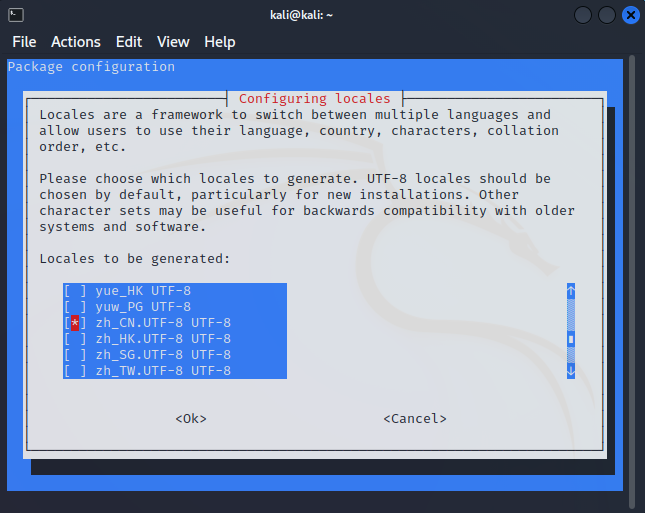 kali@kali: ~
File Actions Edit View Help
Package configuration
Configuring locales
Locales are a framework to switch between multiple languages and
allow users to use their language, country, characters, collation
order, etc.
Please choose which locales to generate. UTF-8 locales should be
chosen by default, particularly for new installations. Other
character sets may be useful for backwards compatibility with older
systems and software.
Locales to be generated:
[ ] yue_HK UTF-8
[ ] yuw_PG UTF-8
[*] zh_CN.UTF-8 UTF-8
[ ] zh_HK.UTF-8 UTF-8
[ ] zh_SG.UTF-8 UTF-8
[ ] zh_TW.UTF-8 UTF-8
<Ok> <Cancel>